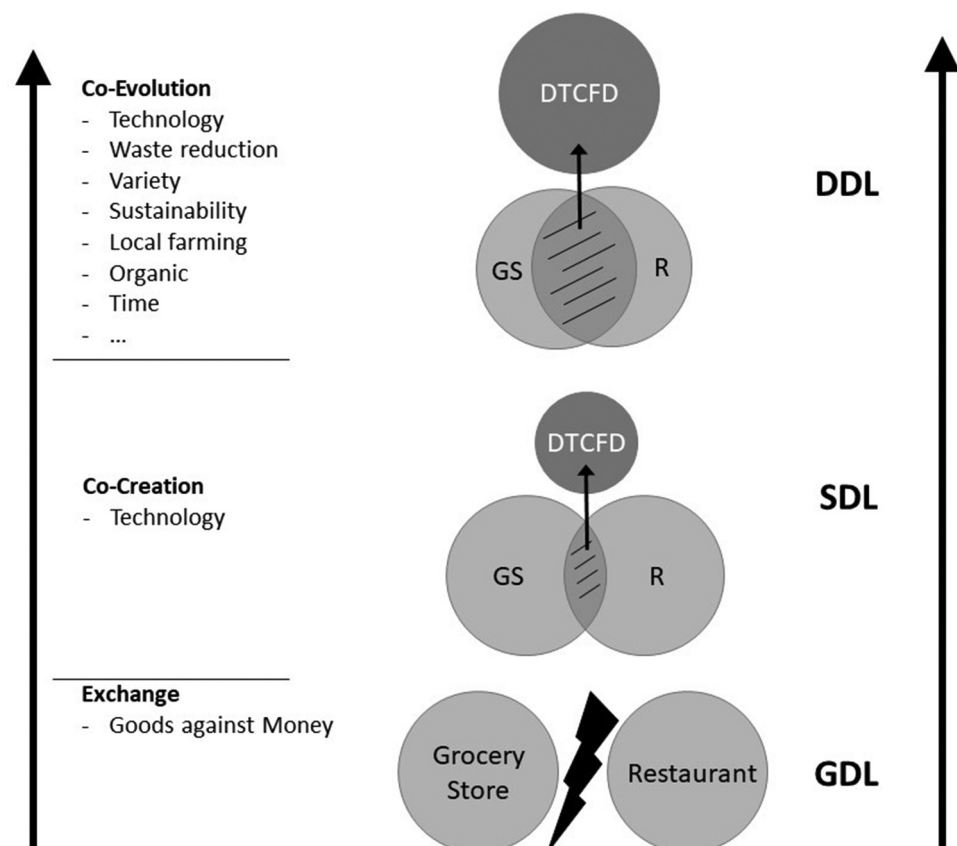 Co-Evolution
- Technology
- Waste reduction
- Variety
- Sustainability
- Local farming
- Organic
- Time
- ...
DTCFD
GS
R
DDL
Co-Creation
- Technology
DTCFD
GS
R
SDL
Exchange
- Goods against Money
Grocery
Store
Restaurant
GDL